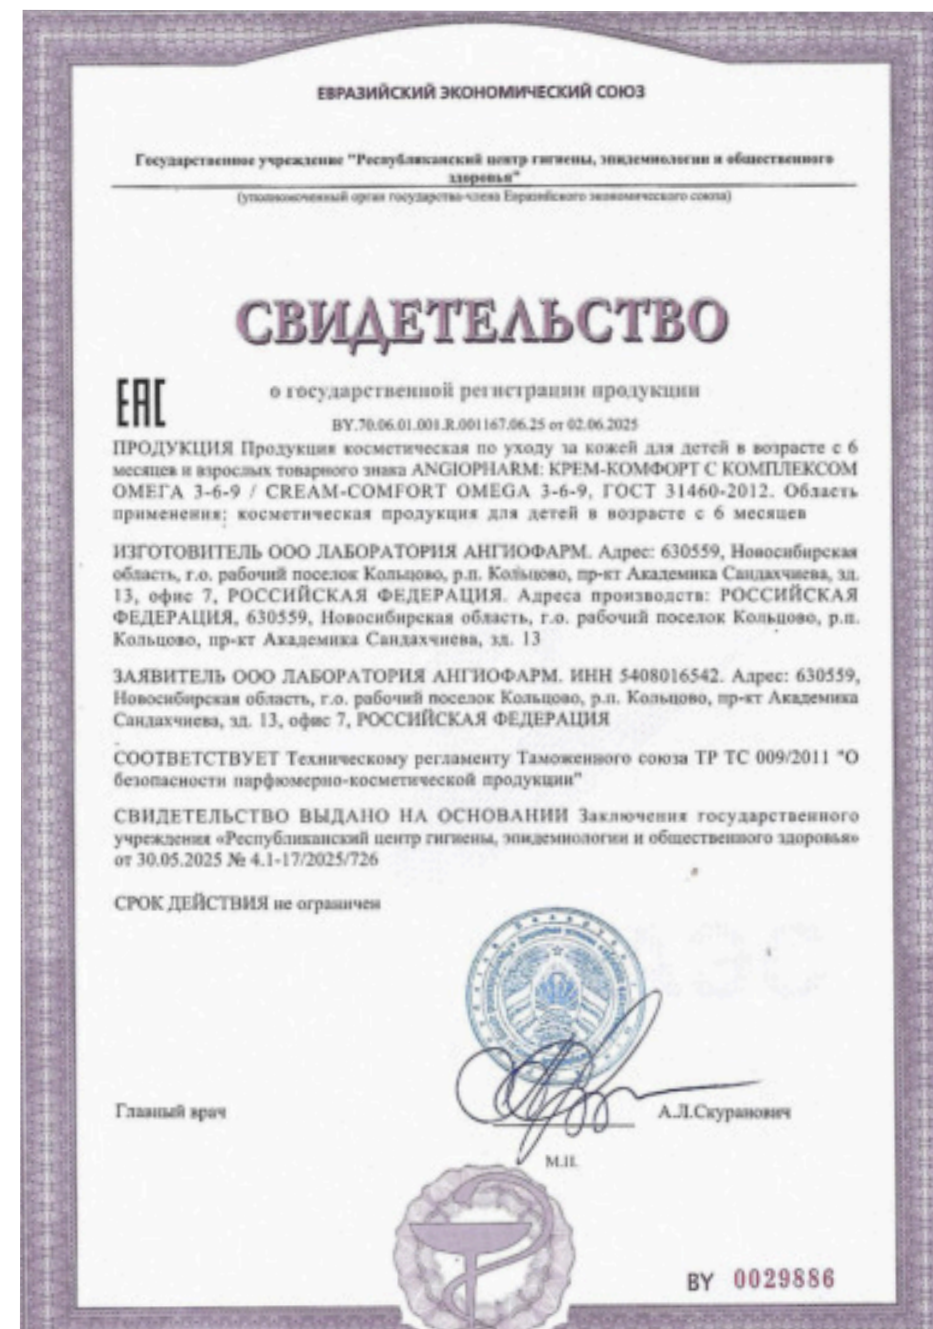 ЕВРАЗИЙСКИЙ ЭКОНОМИЧЕСКИЙ СОЮЗ
Государственное учреждение "Республиканский центр гигиены, эпидемиологии и общественного
здоровья"
(уполномоченный орган государства-члена Евразийского экономического союза)
СВИДЕТЕЛЬСТВО
ЕАС
о государственной регистрации продукции
BY.70.06.01.001.R.001167.06.25 от 02.06.2025
ПРОДУКЦИЯ Продукция косметическая по уходу за кожей для детей в возрасте с 6
месяцев и взрослых товарного знака ANGIOPHARM: КРЕМ-КОМФОРТ С КОМПЛЕКСОМ
ОМЕГА 3-6-9 / CREAM-COMFORT OMEGA 3-6-9, ГОСТ 31460-2012. Область
применения: косметическая продукция для детей в возрасте с 6 месяцев
ИЗГОТОВИТЕЛЬ ООО ЛАБОРАТОРИЯ АНГИОФАРМ. Адрес: 630559, Новосибирская
область, г.о. рабочий поселок Кольцово, р.п. Кольцово, пр-кт Академика Сандахчиева, зд.
13, офис 7, РОССИЙСКАЯ ФЕДЕРАЦИЯ. Адреса производств: РОССИЙСКАЯ
ФЕДЕРАЦИЯ, 630559, Новосибирская область, г.о. рабочий поселок Кольцово, р.п.
Кольцово, пр-кт Академика Сандахчиева, зд. 13
ЗАЯВИТЕЛЬ ООО ЛАБОРАТОРИЯ АНГИОФАРМ. ИНН 5408016542. Адрес: 630559,
Новосибирская область, г.о. рабочий поселок Кольцово, р.п. Кольцово, пр-кт Академика
Сандахчиева, зд. 13, офис 7, РОССИЙСКАЯ ФЕДЕРАЦИЯ
СООТВЕТСТВУЕТ Техническому регламенту Таможенного союза ТР ТС 009/2011 "О
безопасности парфюмерно-косметической продукции"
СВИДЕТЕЛЬСТВО ВЫДАНО НА ОСНОВАНИИ Заключения государственного
учреждения «Республиканский центр гигиены, эпидемиологии и общественного здоровья»
от 30.05.2025 № 4.1-17/2025/726
СРОК ДЕЙСТВИЯ не ограничен
Главный врач
А.Л.Скуранович
М.П.
BY 0029886